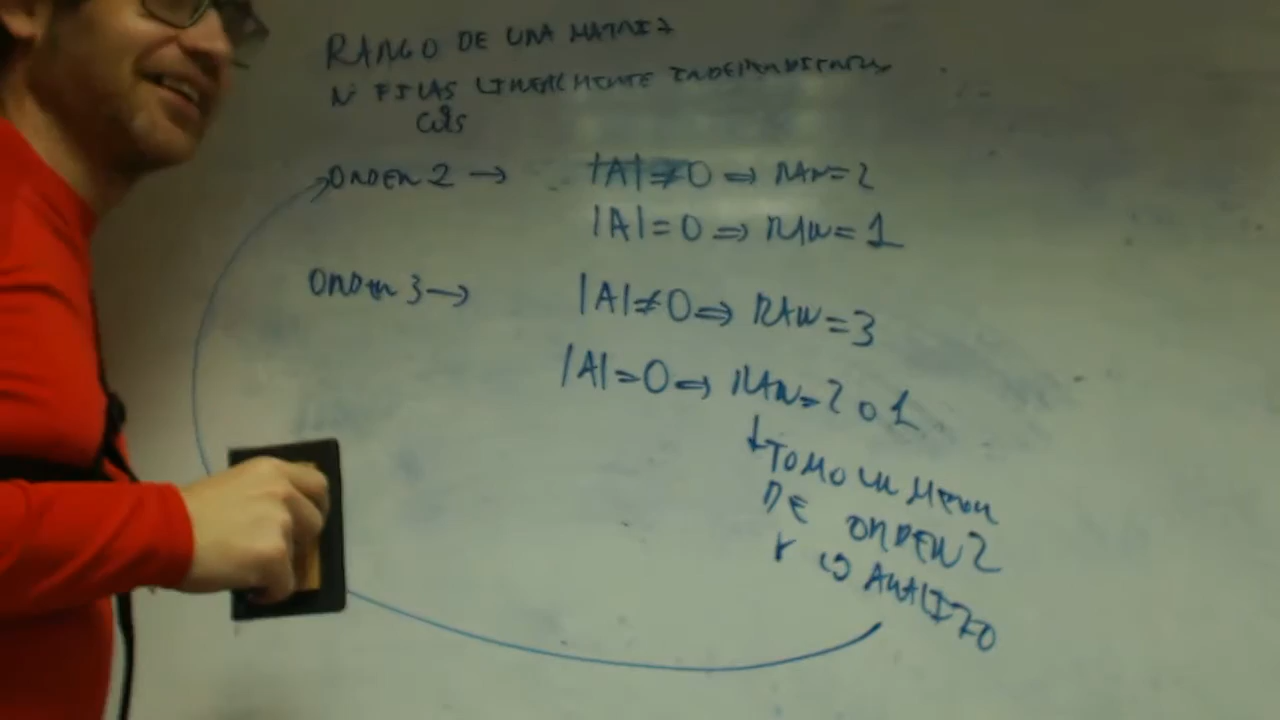 RANGO DE UNA MATRIZ
Nº FILAS LINEALMENTE INDEPENDIENTES
COLS
ORDEN 2 → |A|≠0 ⇒ RAN=2
|A|=0 ⇒ RAN=1
ORDEN 3 → |A|≠0 ⇒ RAN=3
|A|=0 ⇒ RAN=2 o 1
↓ TOMO UN MENOR
DE ORDEN 2
Y LO ANALIZO